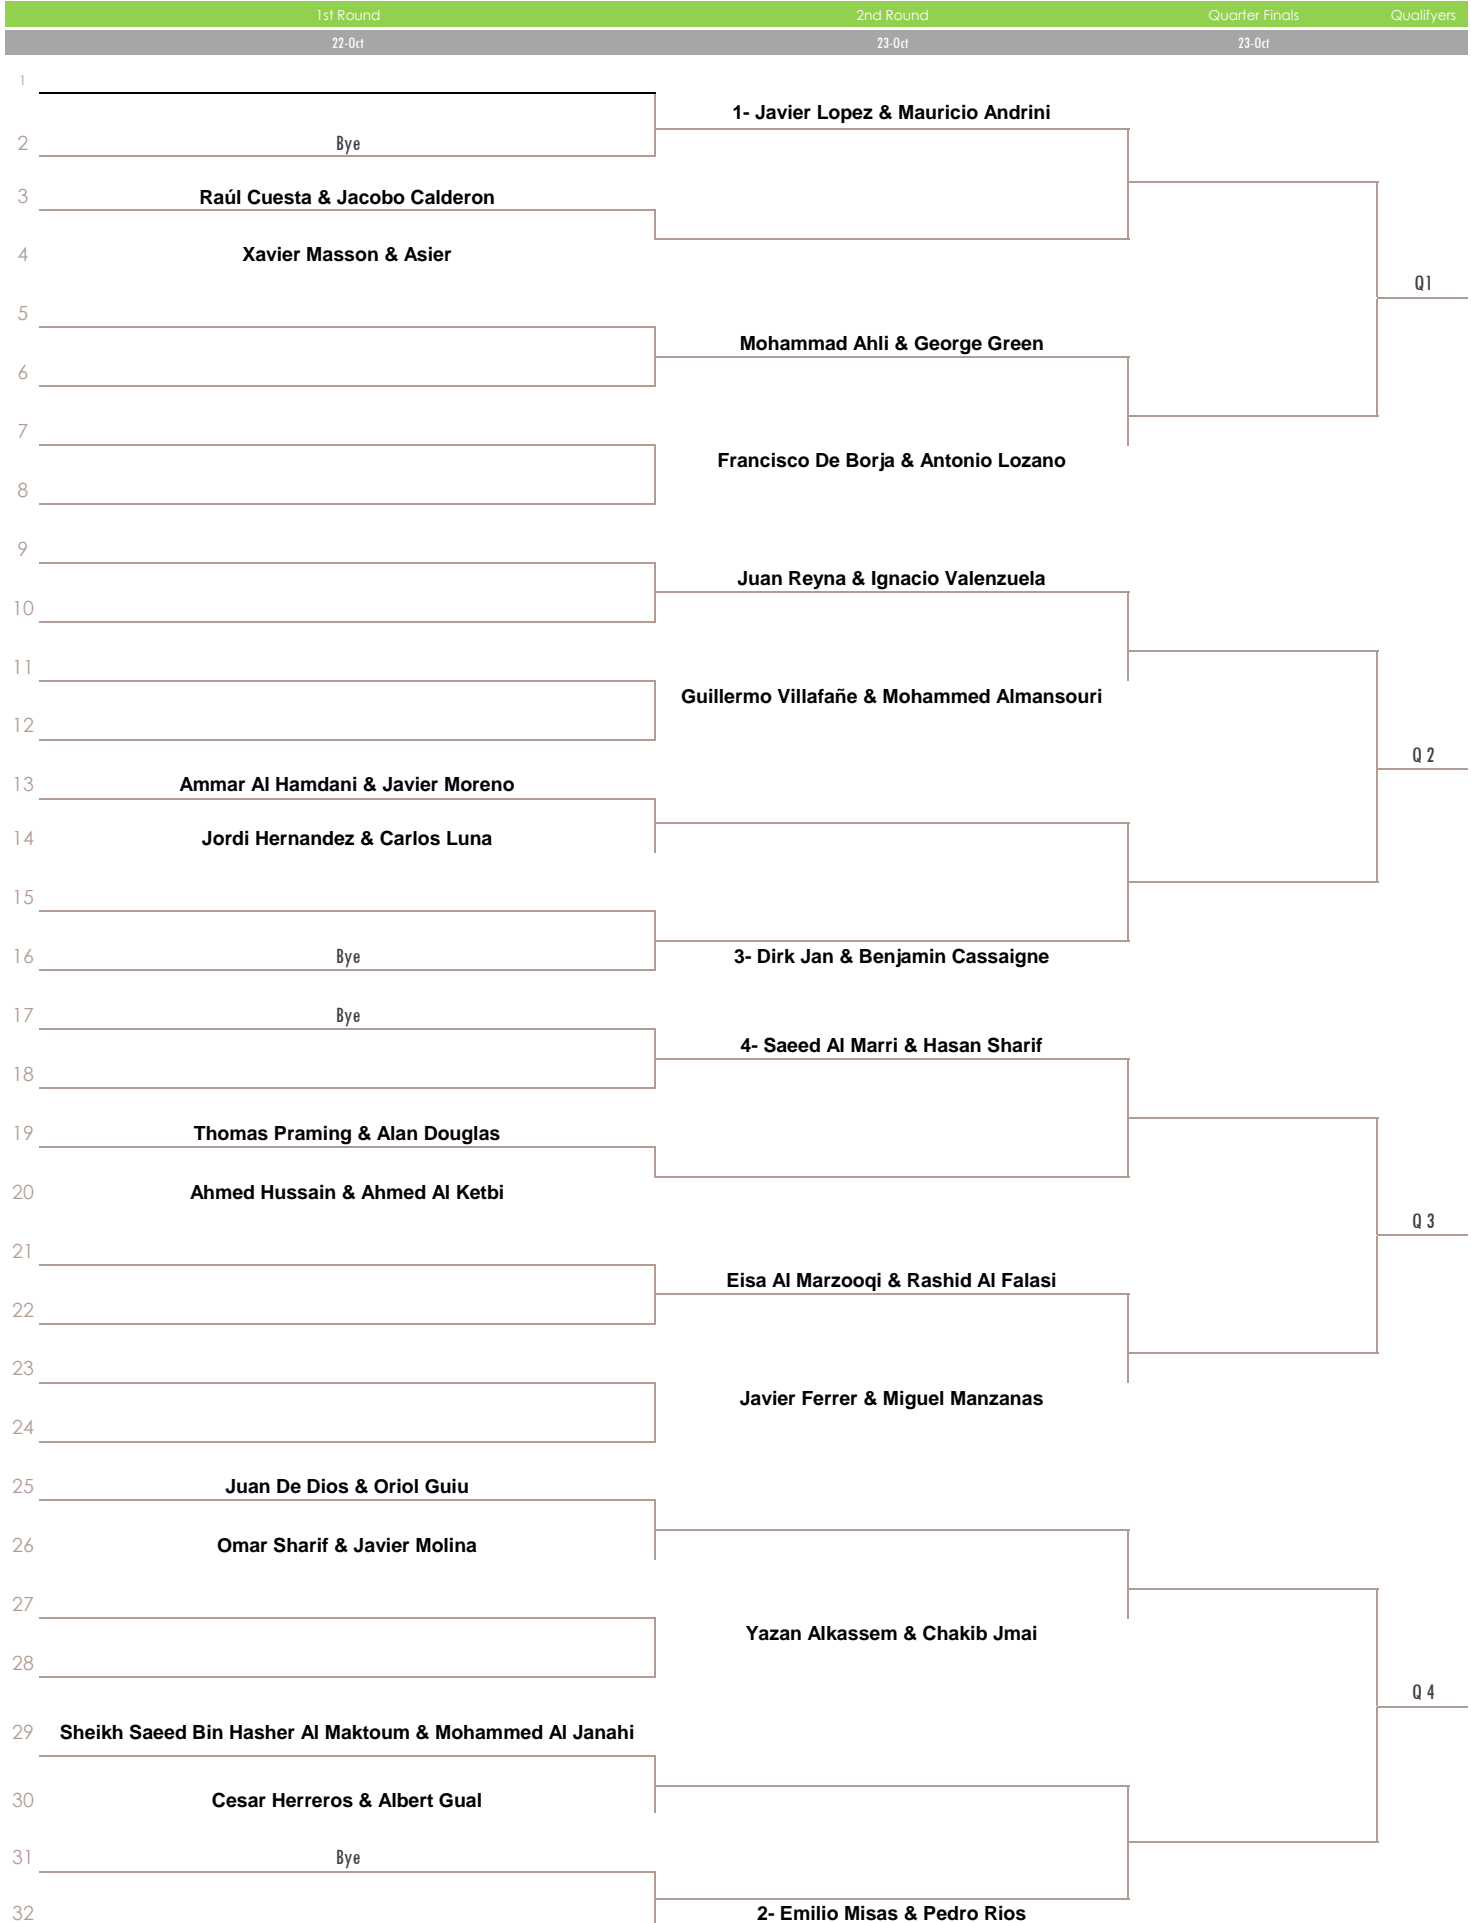 1st Round 2nd Round Quarter Finals Qualifyers
22-Oct 23-Oct 23-Oct
1
1- Javier Lopez & Mauricio Andrini
2 Bye
3 Raúl Cuesta & Jacobo Calderon
4 Xavier Masson & Asier
Q1
5
Mohammad Ahli & George Green
6
7
Francisco De Borja & Antonio Lozano
8
9
Juan Reyna & Ignacio Valenzuela
10
11
Guillermo Villafañe & Mohammed Almansouri
12
Q 2
13 Ammar Al Hamdani & Javier Moreno
14 Jordi Hernandez & Carlos Luna
15
16 Bye 3- Dirk Jan & Benjamin Cassaigne
17 Bye
4- Saeed Al Marri & Hasan Sharif
18
19 Thomas Praming & Alan Douglas
20 Ahmed Hussain & Ahmed Al Ketbi
Q 3
21
Eisa Al Marzooqi & Rashid Al Falasi
22
23
Javier Ferrer & Miguel Manzanas
24
25 Juan De Dios & Oriol Guiu
26 Omar Sharif & Javier Molina
27
Yazan Alkassem & Chakib Jmai
28
Q 4
29 Sheikh Saeed Bin Hasher Al Maktoum & Mohammed Al Janahi
30 Cesar Herreros & Albert Gual
31 Bye
32 2- Emilio Misas & Pedro Rios